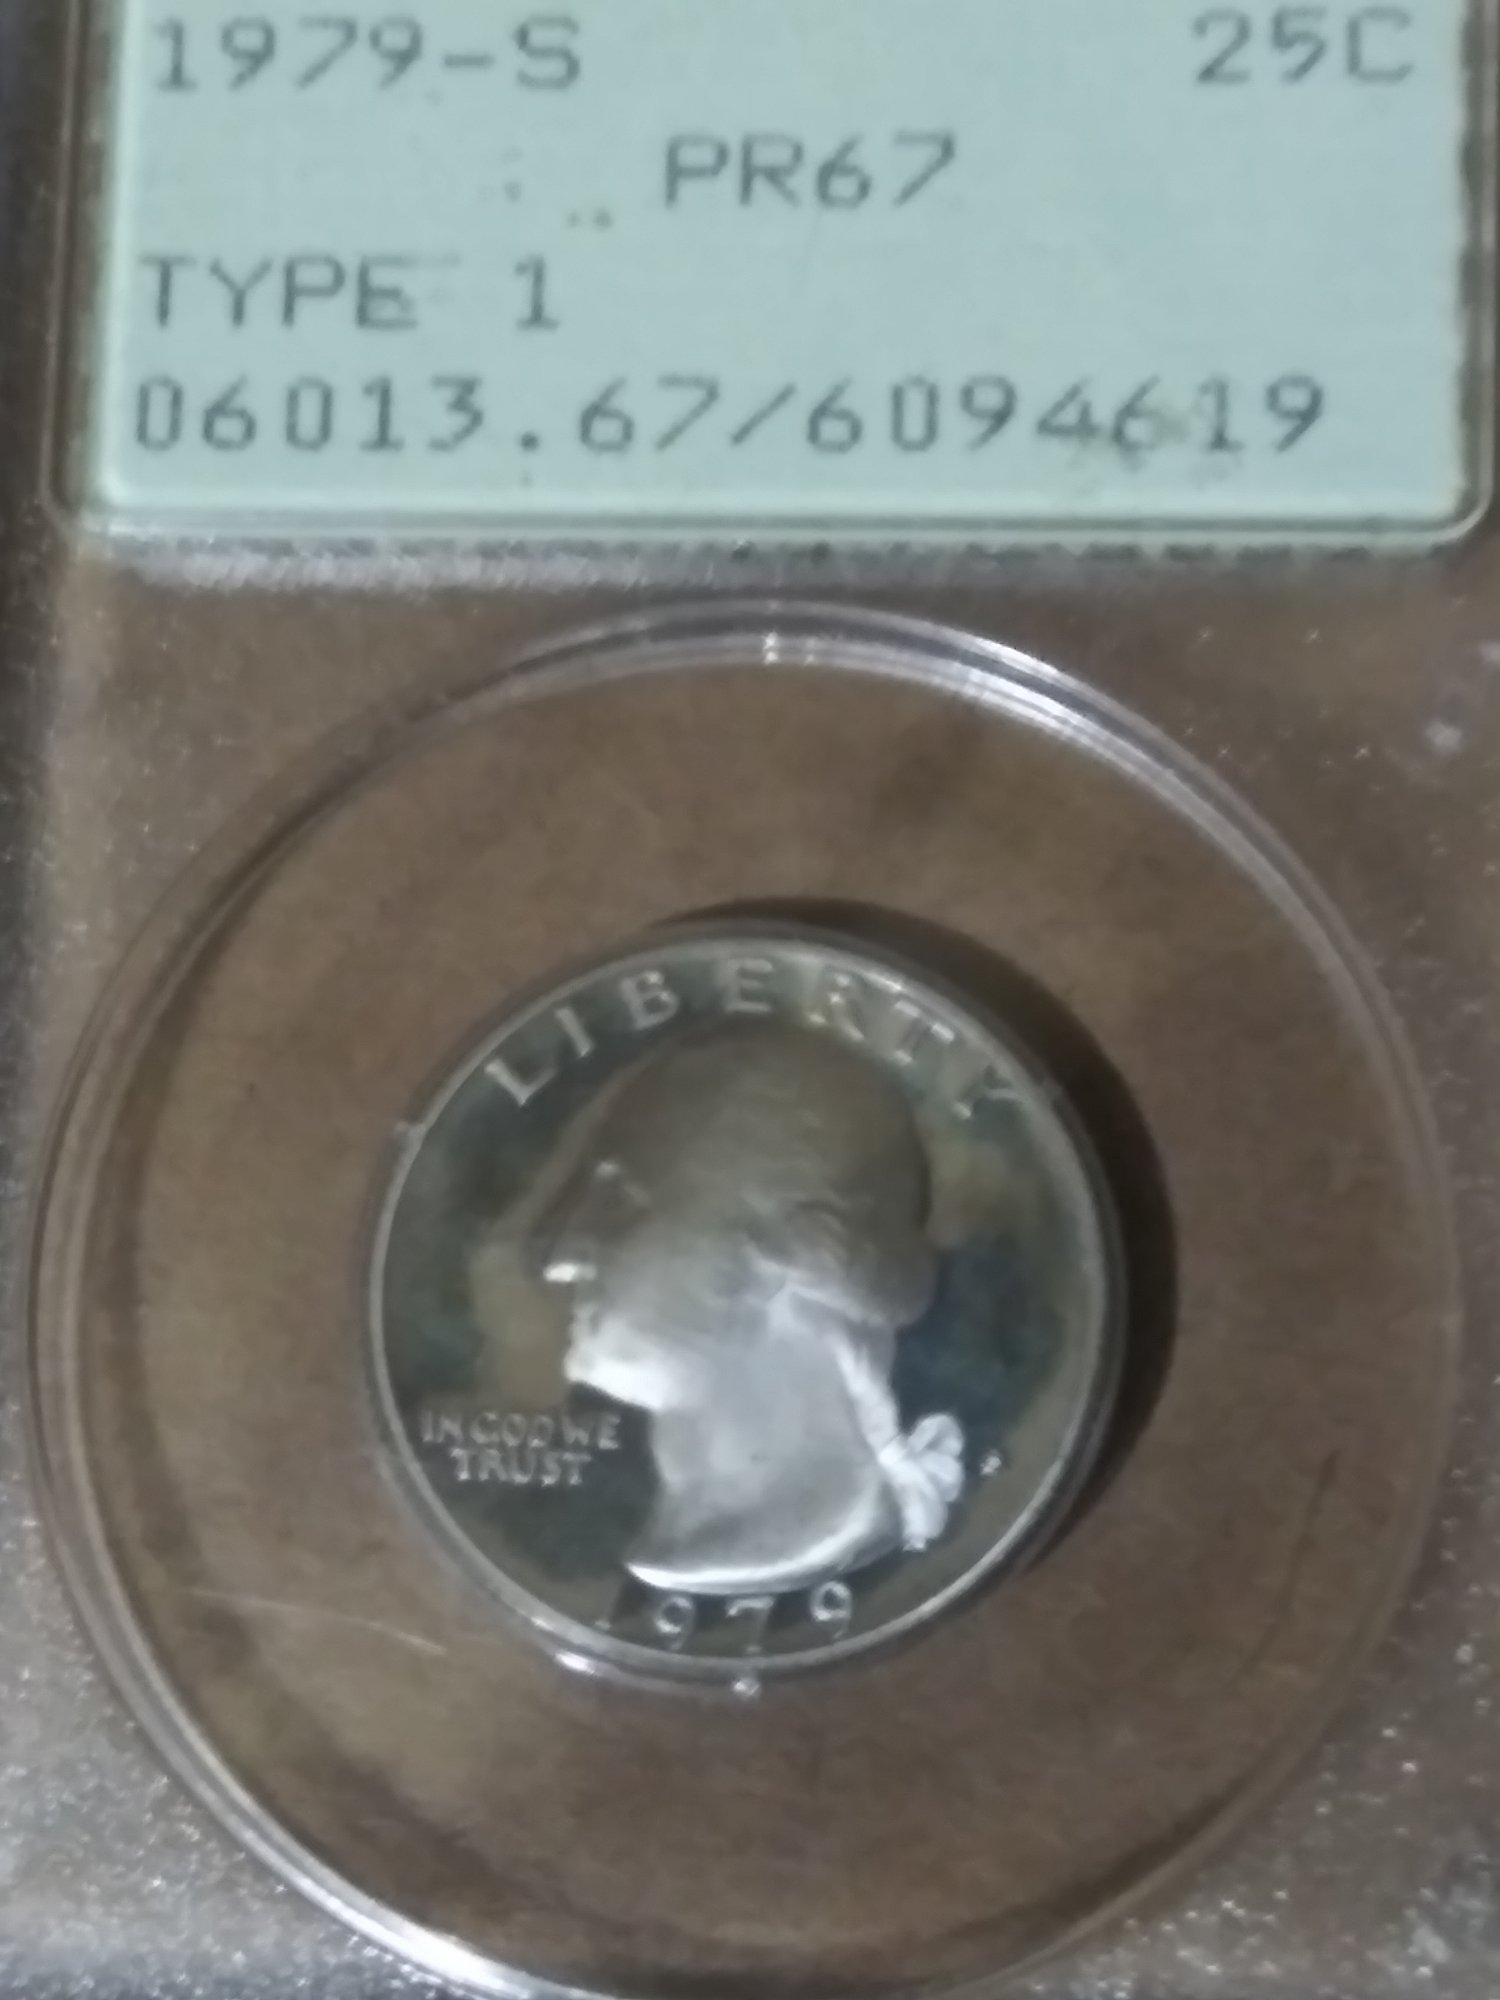 1979-S 25C
PR67
TYPE 1
06013.67/6094619
LIBERTY
IN GOD WE
TRUST
1979